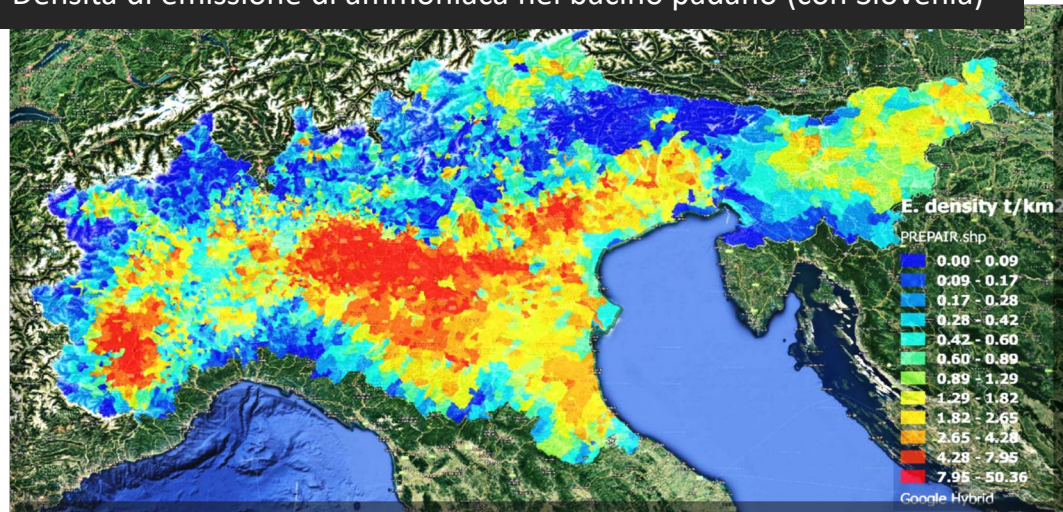 Densità di emissione di ammoniaca nel bacino padano (con Slovenia)
E. density t/km2
PREPAIR.shp
0.00 - 0.09
0.09 - 0.17
0.17 - 0.28
0.28 - 0.42
0.42 - 0.60
0.60 - 0.89
0.89 - 1.29
1.29 - 1.82
1.82 - 2.65
2.65 - 4.28
4.28 - 7.95
7.95 - 50.36
Google Hybrid